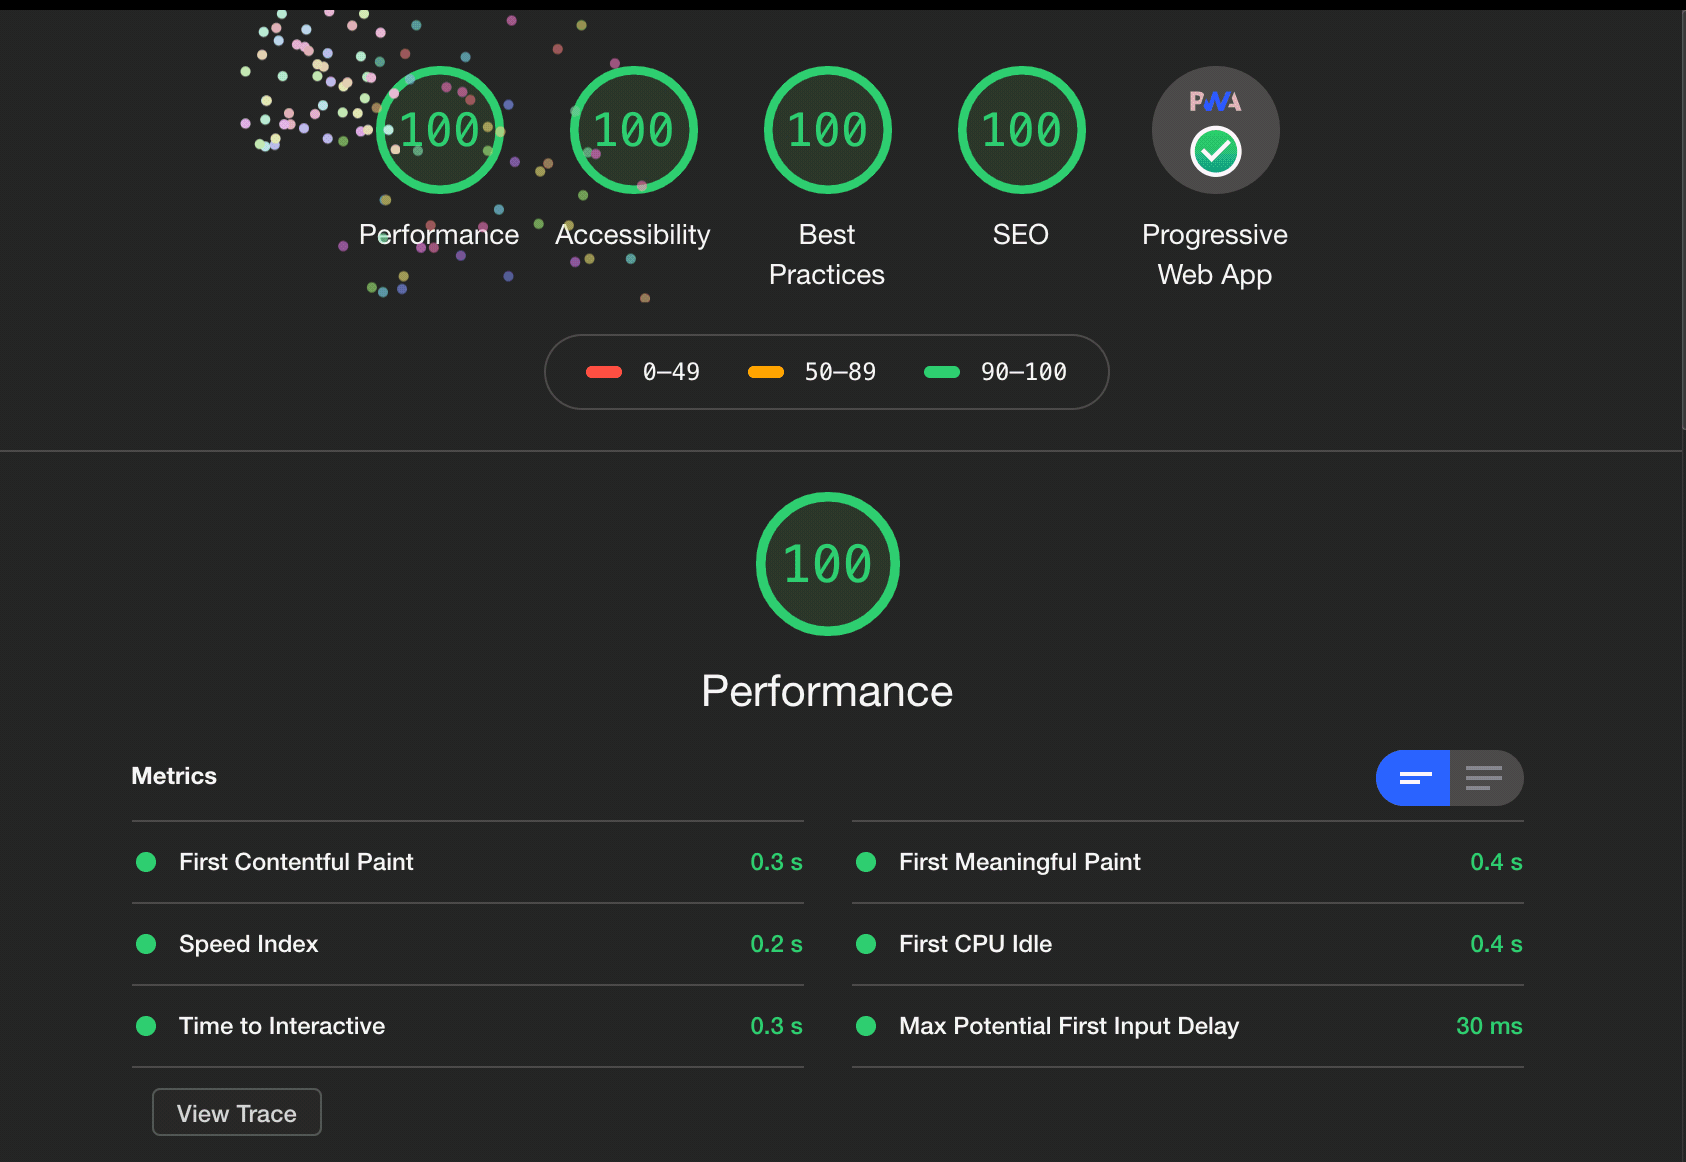 100
100
100
100
PWA
Performance
Accessibility
Best
Practices
SEO
Progressive
Web App
0–49
50–89
90–100
100
Performance
Metrics
First Contentful Paint 0.3 s
First Meaningful Paint 0.4 s
Speed Index 0.2 s
First CPU Idle 0.4 s
Time to Interactive 0.3 s
Max Potential First Input Delay 30 ms
View Trace